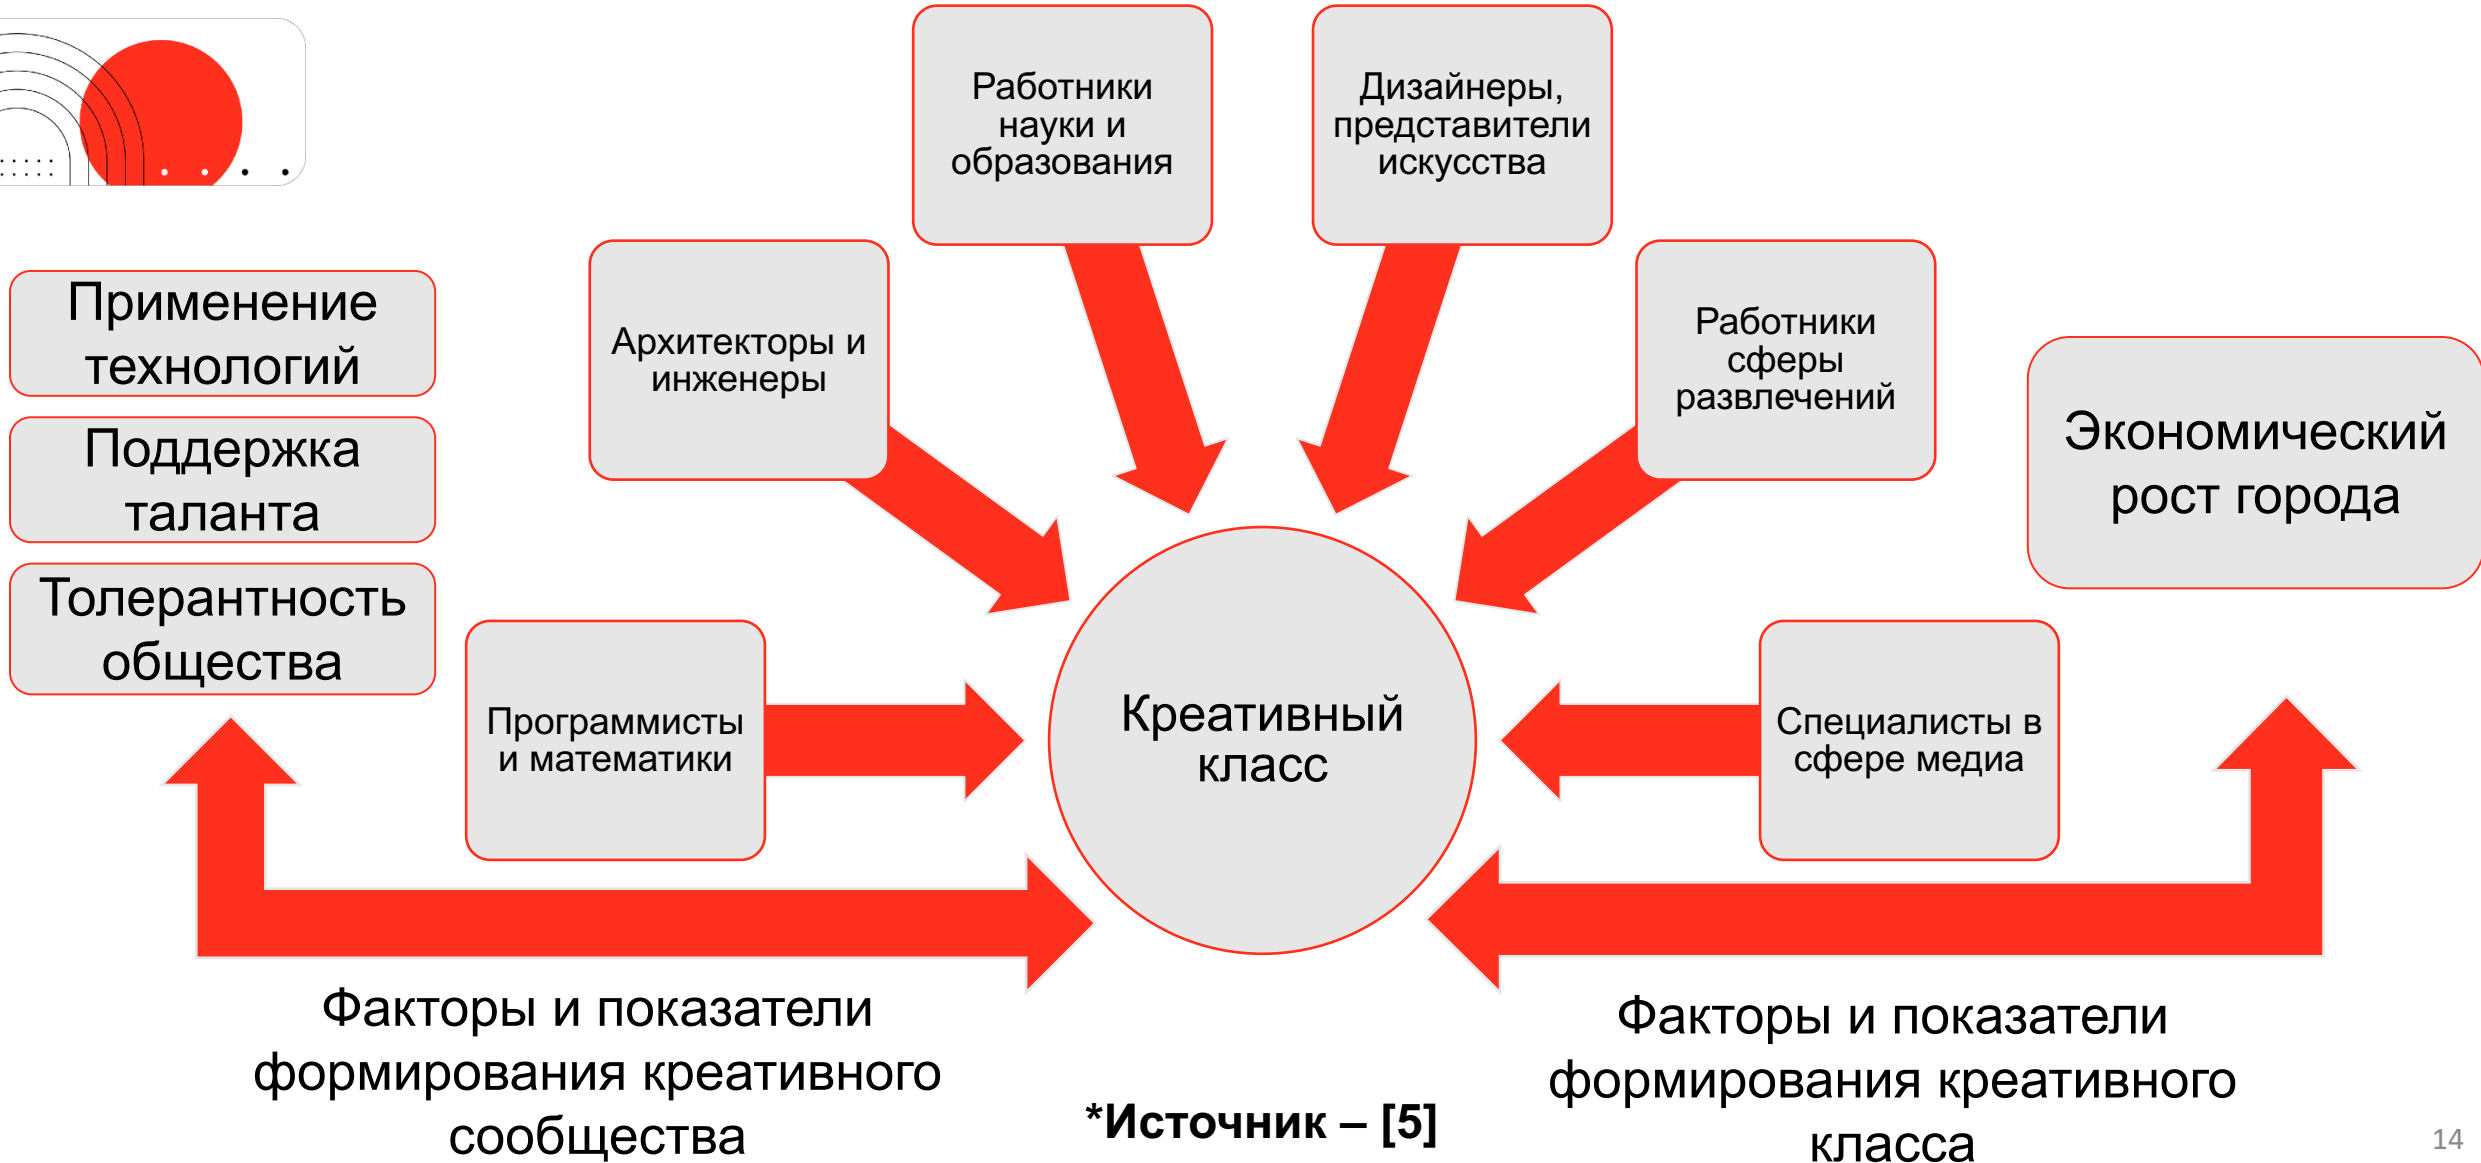 Работники
науки и
образования
Дизайнеры,
представители
искусства
Применение
технологий
Поддержка
таланта
Толерантность
общества
Архитекторы и
инженеры
Работники
сферы
развлечений
Экономический
рост города
Программисты
и математики
Креативный
класс
Специалисты в
сфере медиа
Факторы и показатели
формирования креативного
сообщества
*Источник – [5]
Факторы и показатели
формирования креативного
класса
14